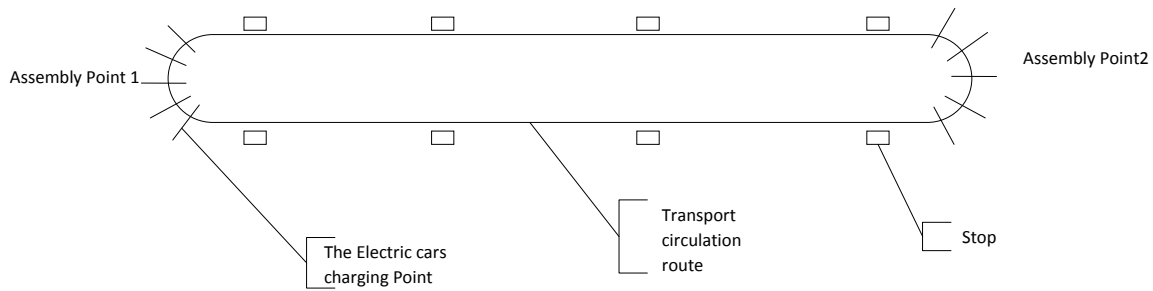 Assembly Point 1
Assembly Point2
The Electric cars
charging Point
Transport
circulation
route
Stop